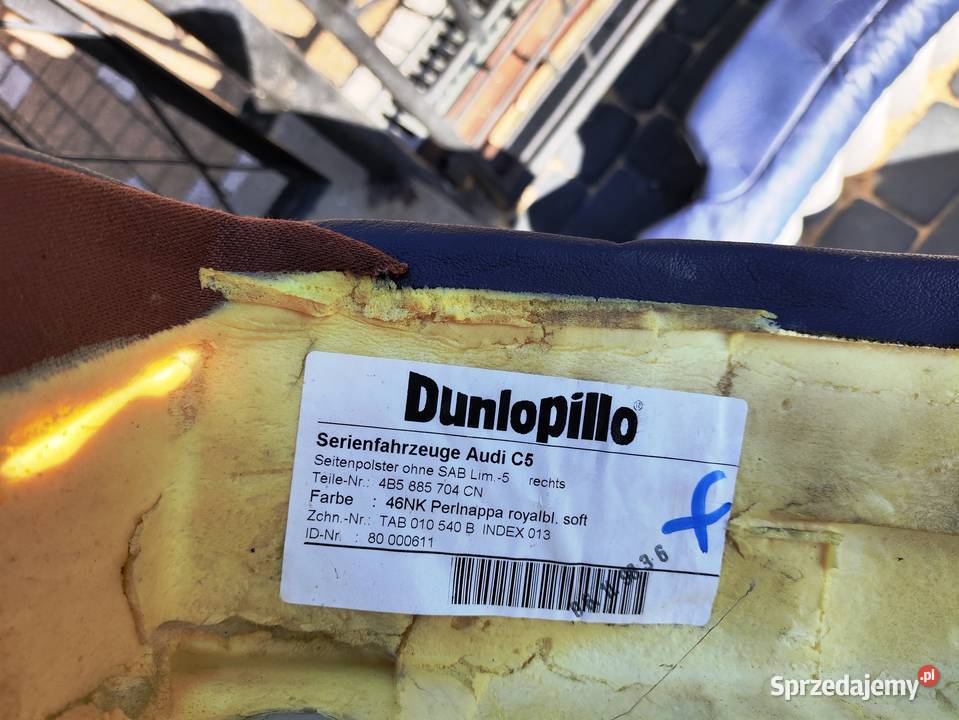 Dunlopillo®
Serienfahrzeuge Audi C5
Seitenpolster ohne SAB Lim.-5 rechts
Teile-Nr.: 4B5 885 704 CN
Farbe : 46NK Perlnappa royalbl. soft
Zchn.-Nr.: TAB 010 540 B INDEX 013
ID-Nr. : 80 000611
f
Sprzedajemy.pl